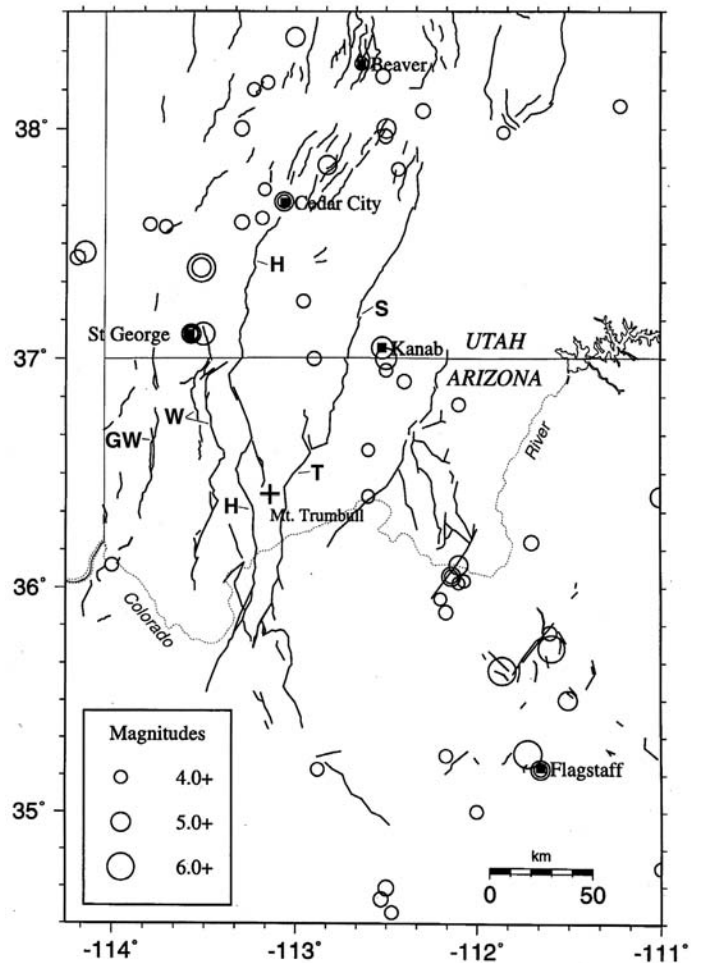 Beaver
38°
Cedar City
H
S
St George
Kanab
UTAH
37°
ARIZONA
W
GW
T
River
H
Mt. Trumbull
36°
Colorado
Magnitudes
4.0+
5.0+
6.0+
Flagstaff
35°
km
0
50
-114
-113
-112
-111